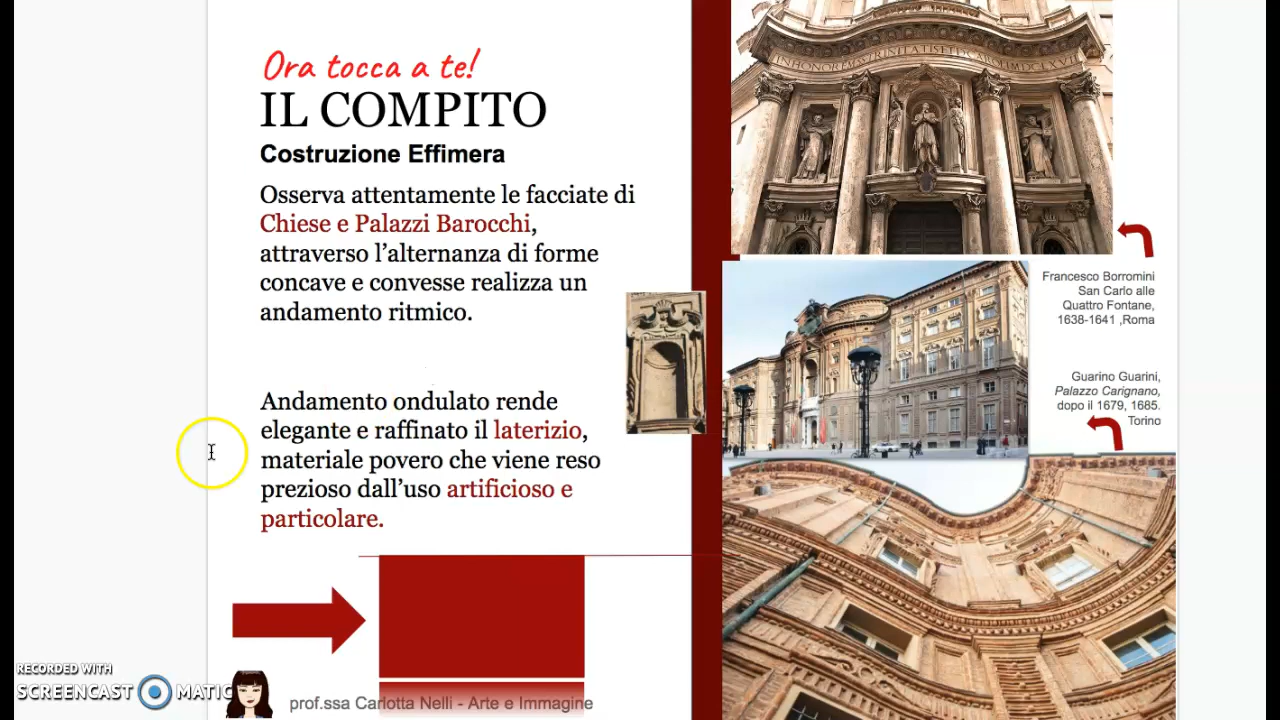 Ora tocca a te!
IL COMPITO
Costruzione Effimera
Osserva attentamente le facciate di
Chiese e Palazzi Barocchi,
attraverso l'alternanza di forme
concave e convesse realizza un
andamento ritmico.
Andamento ondulato rende
elegante e raffinato il laterizio,
materiale povero che viene reso
prezioso dall'uso artificioso e
particolare.
Francesco Borromini
San Carlo alle
Quattro Fontane,
1638-1641 ,Roma
Guarino Guarini,
Palazzo Carignano,
dopo il 1679, 1685.
Torino
RECORDED WITH
SCREENCAST MATIC
prof.ssa Carlotta Nelli - Arte e Immagine